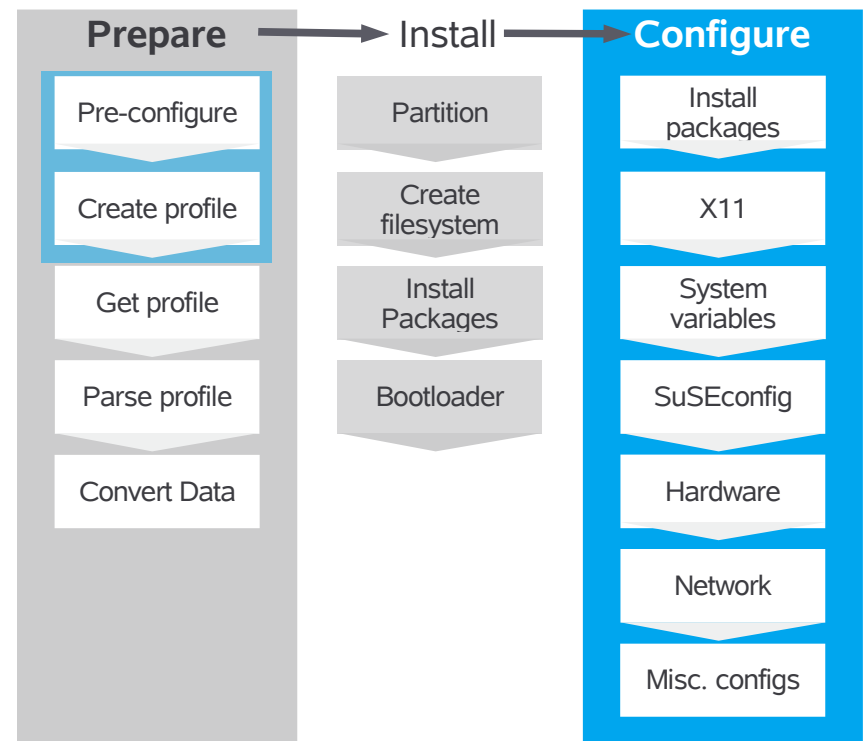 Prepare
Install
Configure
Pre-configure
Create profile
Get profile
Parse profile
Convert Data
Partition
Create
filesystem
Install
Packages
Bootloader
Install
packages
X11
System
variables
SuSEconfig
Hardware
Network
Misc. configs